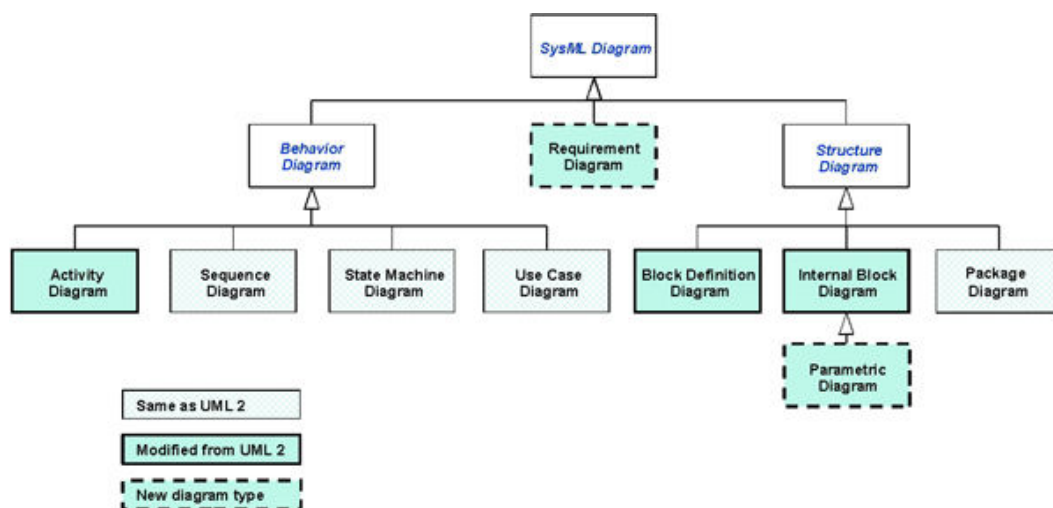 SysML Diagram
Behavior
Diagram
Requirement
Diagram
Structure
Diagram
Activity
Diagram
Sequence
Diagram
State Machine
Diagram
Use Case
Diagram
Block Definition
Diagram
Internal Block
Diagram
Package
Diagram
Parametric
Diagram
Same as UML 2
Modified from UML 2
New diagram type